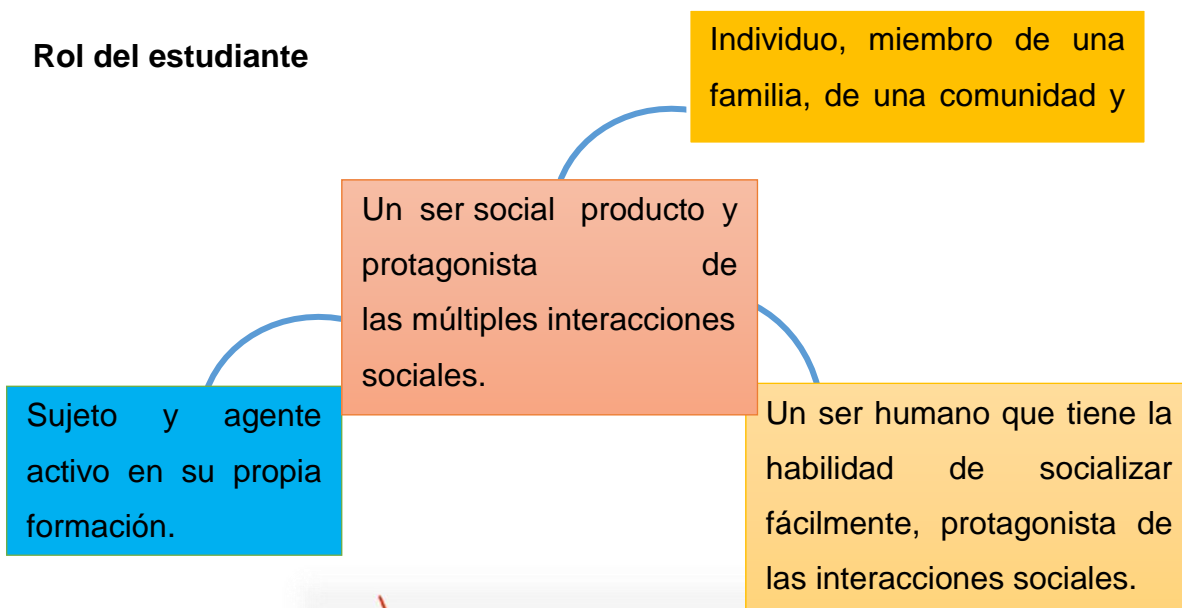 Rol del estudiante
Individuo, miembro de una
familia, de una comunidad y
Un ser social producto y
protagonista de
las múltiples interacciones
sociales.
Sujeto y agente
activo en su propia
formación.
Un ser humano que tiene la
habilidad de socializar
fácilmente, protagonista de
las interacciones sociales.